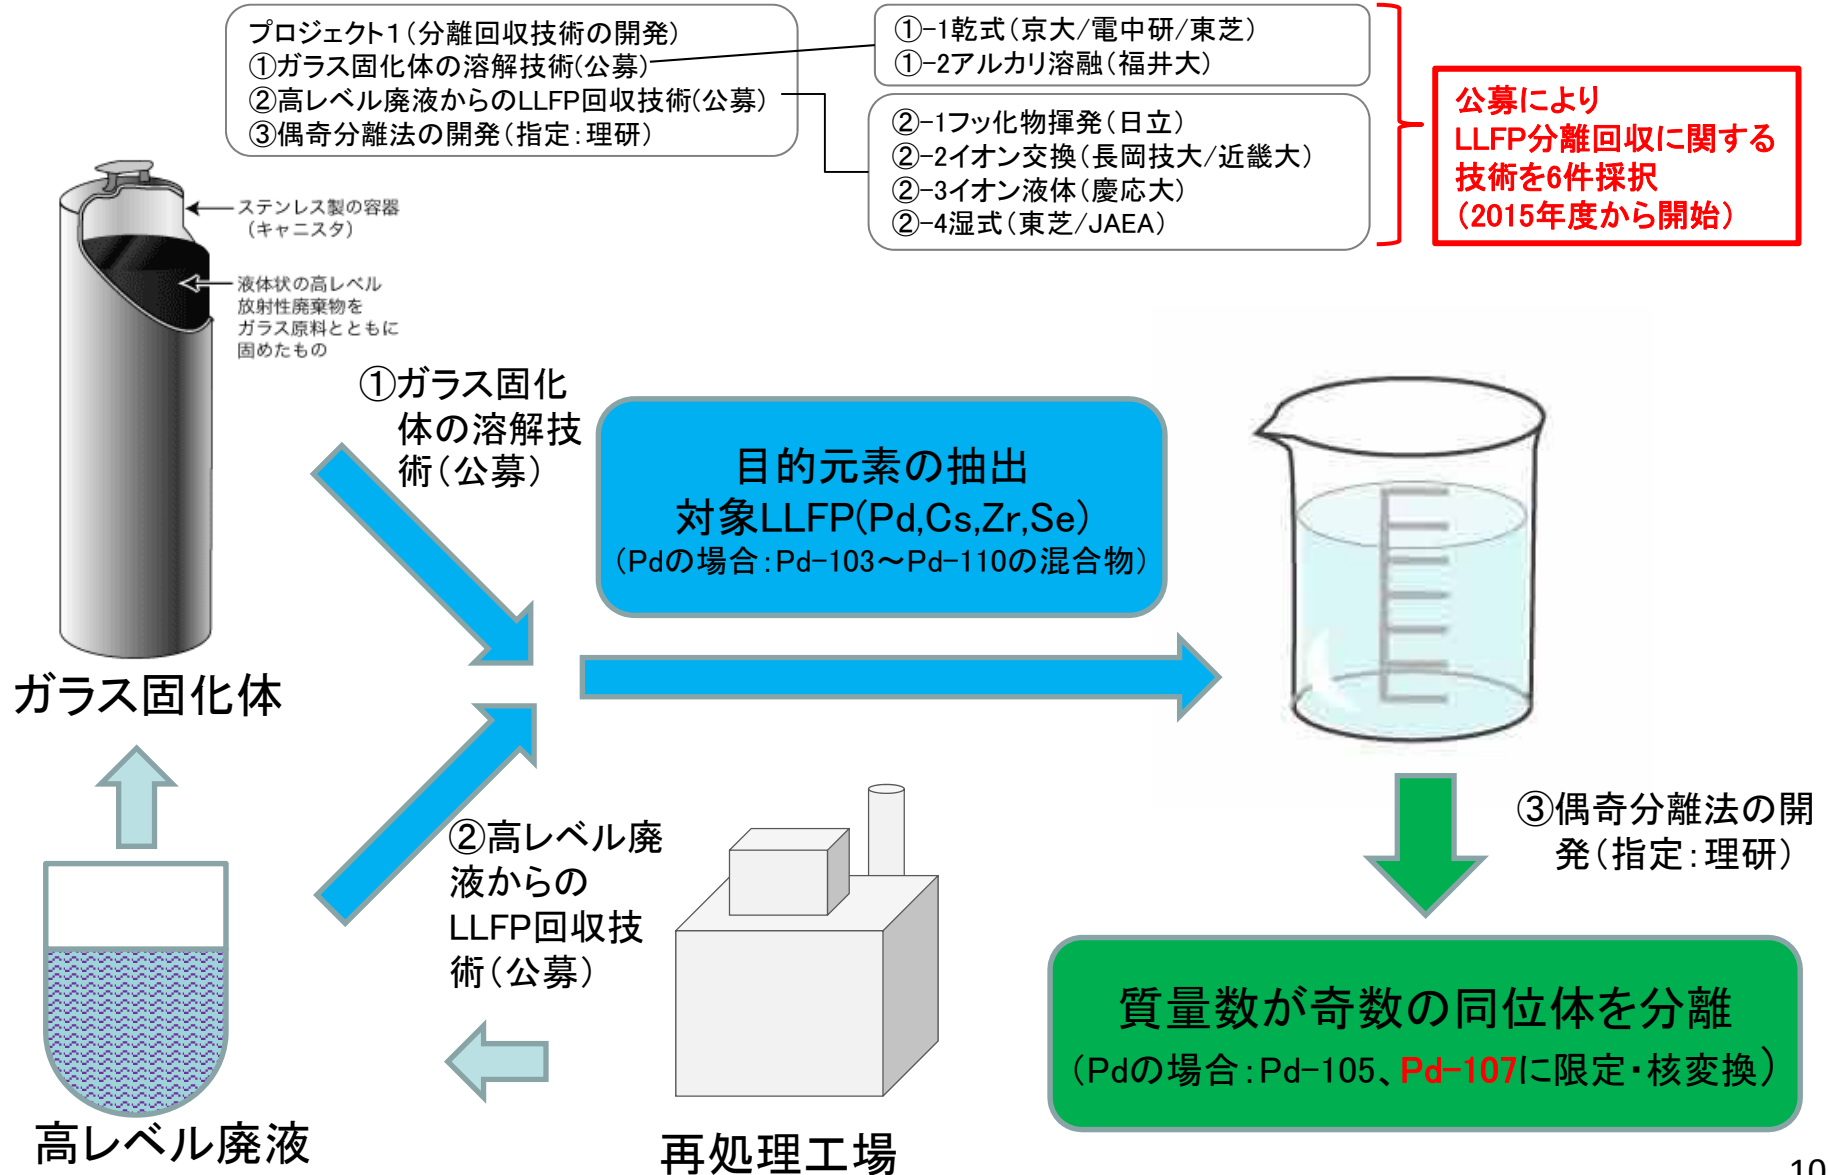 プロジェクト1(分離回収技術の開発)
①ガラス固化体の溶解技術(公募)
②高レベル廃液からのLLFP回収技術(公募)
③偶奇分離法の開発(指定:理研)
①-1乾式(京大/電中研/東芝)
①-2アルカリ溶融(福井大)
②-1フッ化物揮発(日立)
②-2イオン交換(長岡技大/近畿大)
②-3イオン液体(慶応大)
②-4湿式(東芝/JAEA)
公募により
LLFP分離回収に関する
技術を6件採択
(2015年度から開始)
ステンレス製の容器
(キャニスタ)
液体状の高レベル
放射性廃棄物を
ガラス原料とともに
固めたもの
ガラス固化体
①ガラス固化
体の溶解技
術(公募)
目的元素の抽出
対象LLFP(Pd,Cs,Zr,Se)
(Pdの場合:Pd-103～Pd-110の混合物)
②高レベル廃
液からの
LLFP回収技
術(公募)
③偶奇分離法の開
発(指定:理研)
質量数が奇数の同位体を分離
(Pdの場合:Pd-105、Pd-107に限定・核変換)
高レベル廃液
再処理工場
10